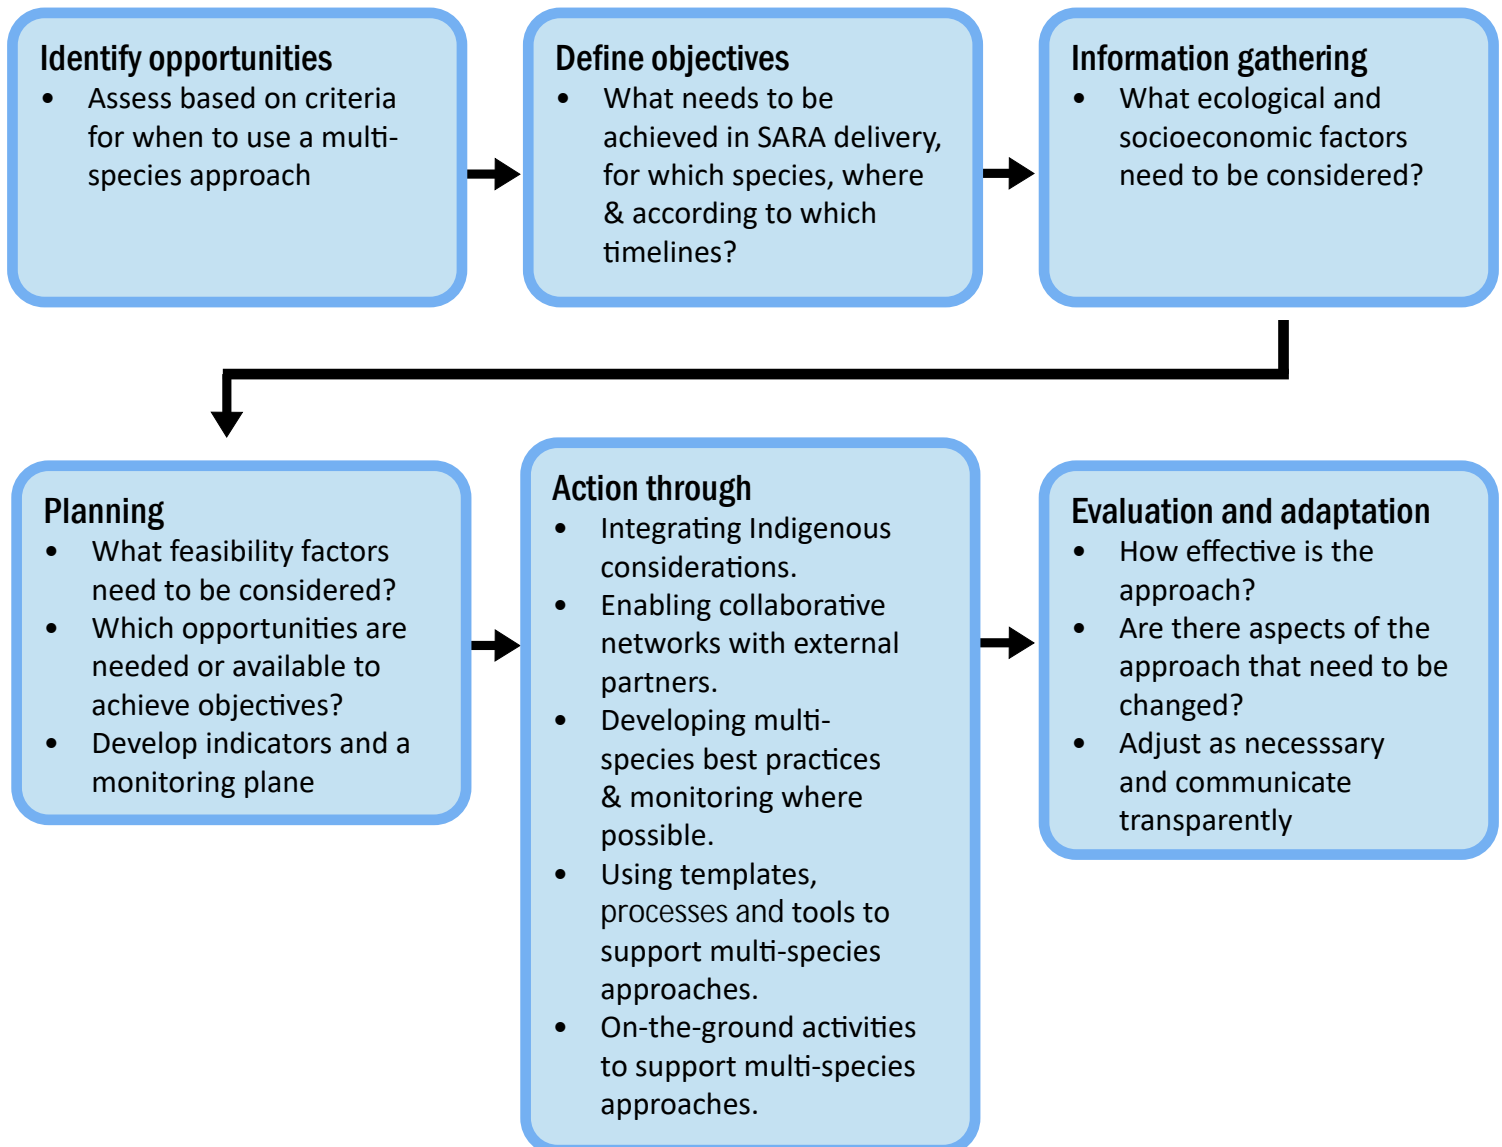 Identify opportunities
• Assess based on criteria
for when to use a multi-
species approach
Define objectives
• What needs to be
achieved in SARA delivery,
for which species, where
& according to which
timelines?
Information gathering
• What ecological and
socioeconomic factors
need to be considered?
Planning
• What feasibility factors
need to be considered?
• Which opportunities are
needed or available to
achieve objectives?
• Develop indicators and a
monitoring plane
Action through
• Integrating Indigenous
considerations.
• Enabling collaborative
networks with external
partners.
• Developing multi-
species best practices
& monitoring where
possible.
• Using templates,
processes and tools to
support multi-species
approaches.
• On-the-ground activities
to support multi-species
approaches.
Evaluation and adaptation
• How effective is the
approach?
• Are there aspects of the
approach that need to be
changed?
• Adjust as necesssary
and communicate
transparently